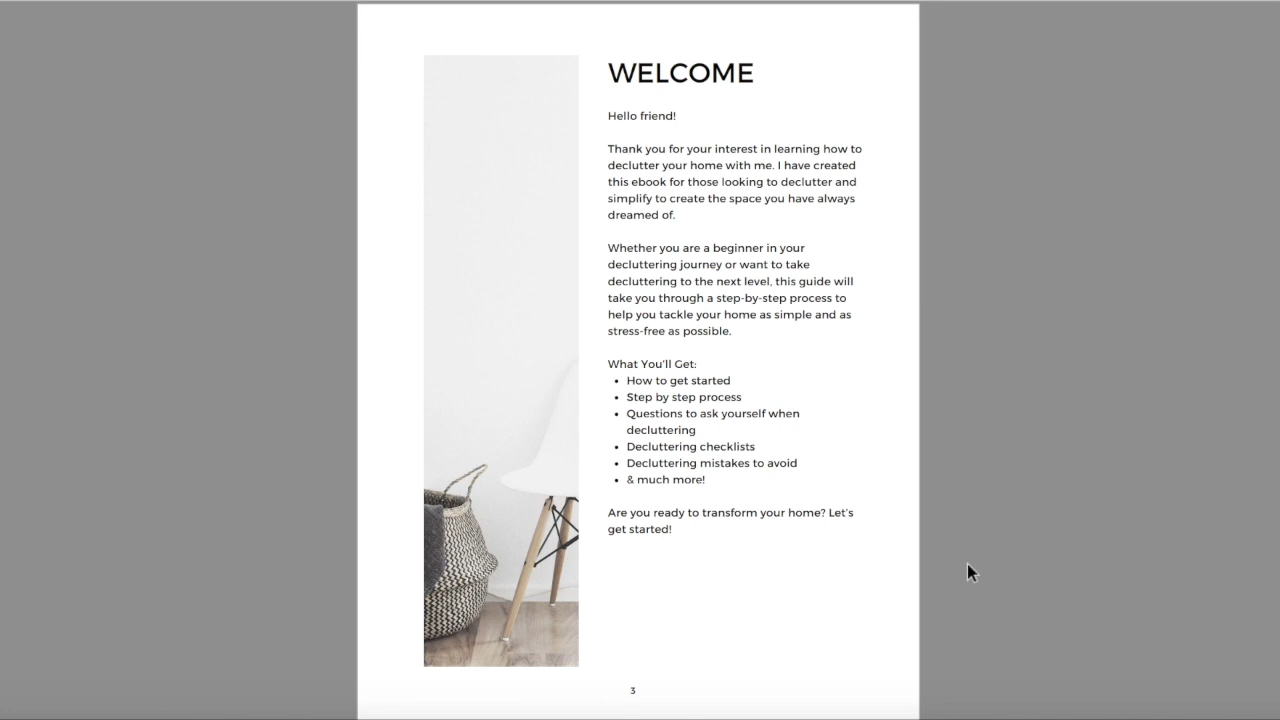 WELCOME
Hello friend!
Thank you for your interest in learning how to
declutter your home with me. I have created
this ebook for those looking to declutter and
simplify to create the space you have always
dreamed of.
Whether you are a beginner in your
decluttering journey or want to take
decluttering to the next level, this guide will
take you through a step-by-step process to
help you tackle your home as simple and as
stress-free as possible.
What You'll Get:
• How to get started
• Step by step process
• Questions to ask yourself when
decluttering
• Decluttering checklists
• Decluttering mistakes to avoid
• & much more!
Are you ready to transform your home? Let's
get started!
3